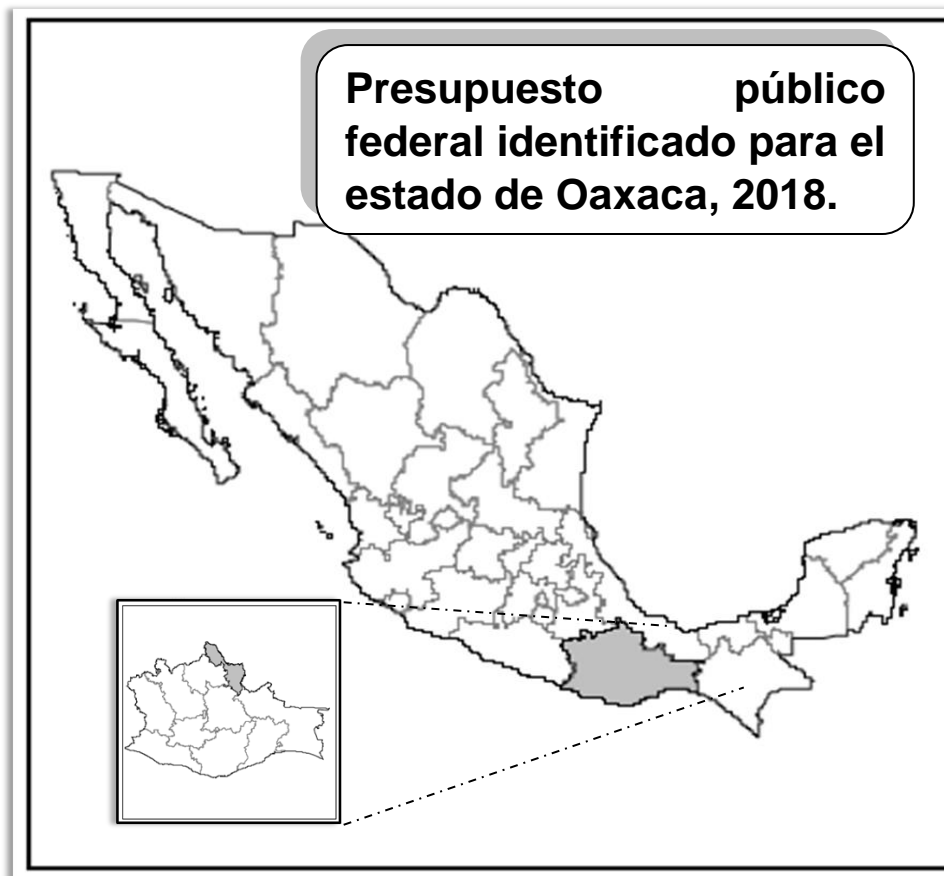 Presupuesto público
federal identificado para el
estado de Oaxaca, 2018.